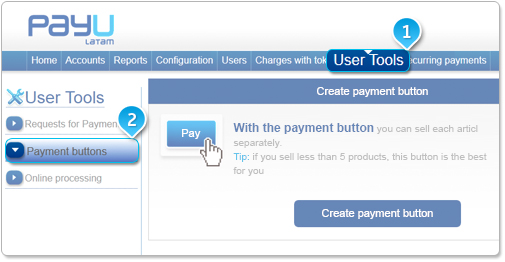 PayU
LATAM
1
Home Accounts Reports Configuration Users Charges with tok User Tools ecurring payments
User Tools
Create payment button
Requests for Paymen
2
Payment buttons
Online processing
Pay
With the payment button you can sell each articl
separately.
Tip: if you sell less than 5 products, this button is the best
for you
Create payment button